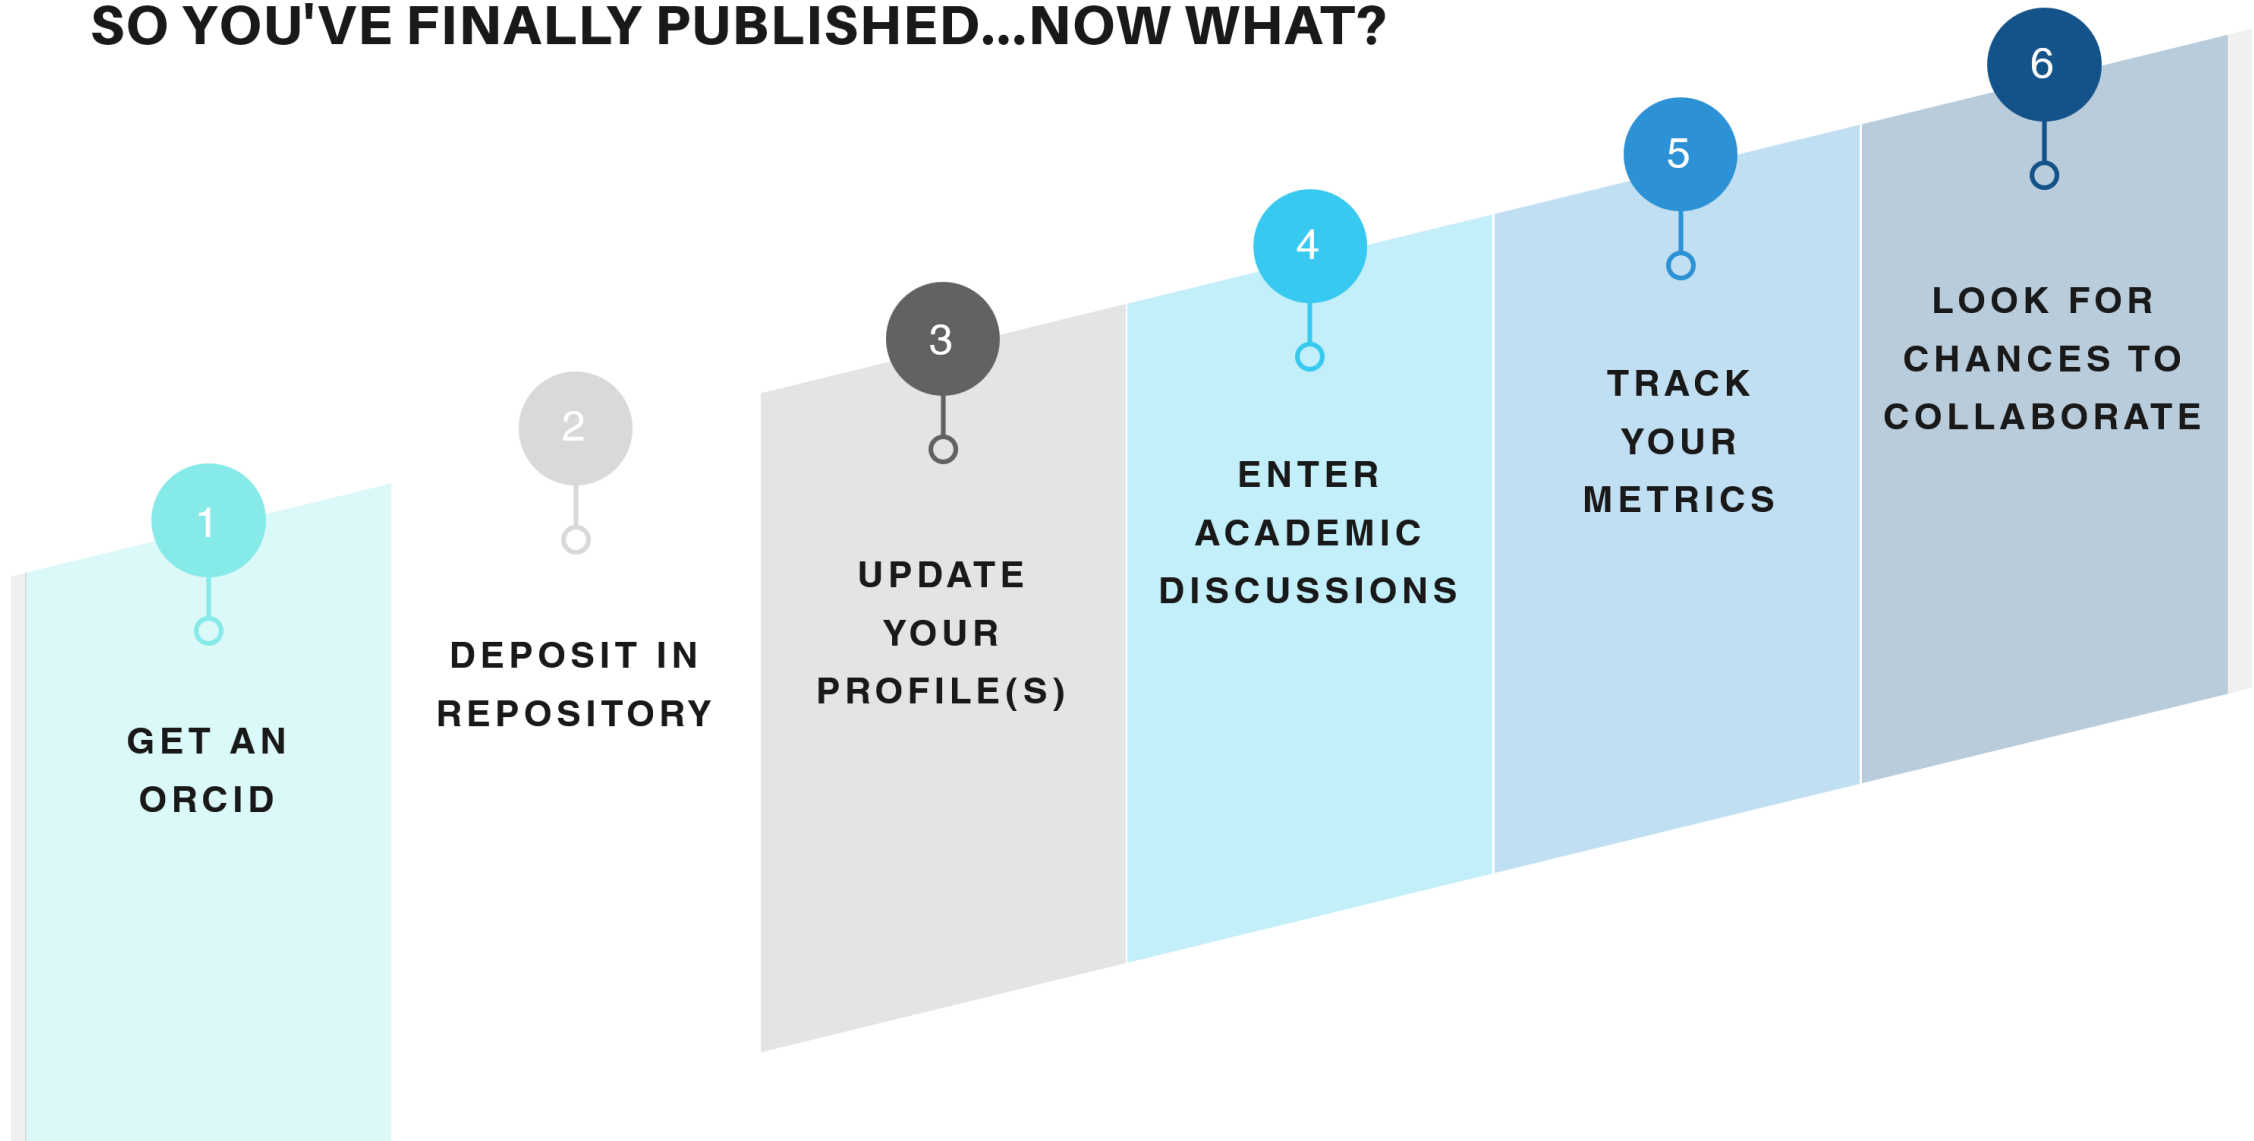 SO YOU'VE FINALLY PUBLISHED...NOW WHAT?
1
GET AN
ORCID
2
DEPOSIT IN
REPOSITORY
3
UPDATE
YOUR
PROFILE(S)
4
ENTER
ACADEMIC
DISCUSSIONS
5
TRACK
YOUR
METRICS
6
LOOK FOR
CHANCES TO
COLLABORATE